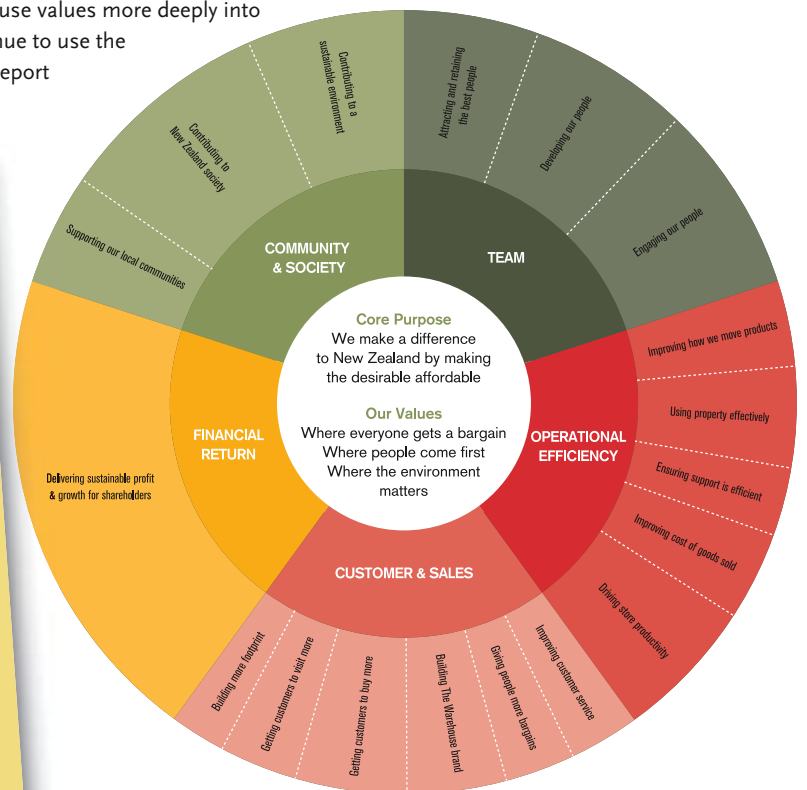 use values more deeply into
nue to use the
eport
Contributing to a
sustainable environment
Attracting and retaining
the best people
Contributing to
New Zealand society
Developing our people
Supporting our local communities
Engaging our people
COMMUNITY
& SOCIETY
TEAM
Core Purpose
We make a difference
to New Zealand by making
the desirable affordable
Our Values
Where everyone gets a bargain
Where people come first
Where the environment
matters
FINANCIAL
RETURN
OPERATIONAL
EFFICIENCY
CUSTOMER & SALES
Delivering sustainable profit
& growth for shareholders
Improving how we move products
Using property effectively
Ensuring support is efficient
Improving cost of goods sold
Driving store productivity
Building more footprint
Getting customers to visit more
Getting customers to buy more
Building The Warehouse brand
Giving people more bargains
Improving customer service